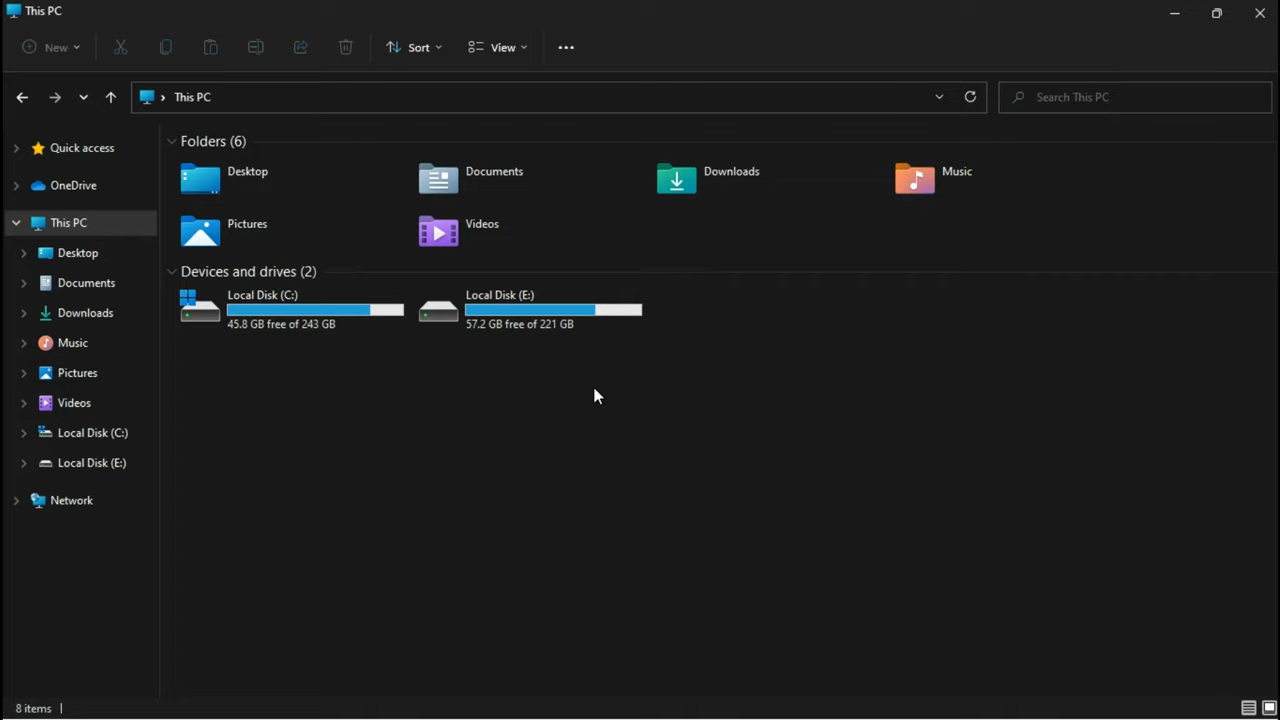 This PC
New
Sort
View
This PC
Search This PC
Quick access
OneDrive
This PC
Desktop
Documents
Downloads
Music
Pictures
Videos
Local Disk (C:)
Local Disk (E:)
Network
Folders (6)
Desktop
Documents
Downloads
Music
Pictures
Videos
Devices and drives (2)
Local Disk (C:)
45.8 GB free of 243 GB
Local Disk (E:)
57.2 GB free of 221 GB
8 items